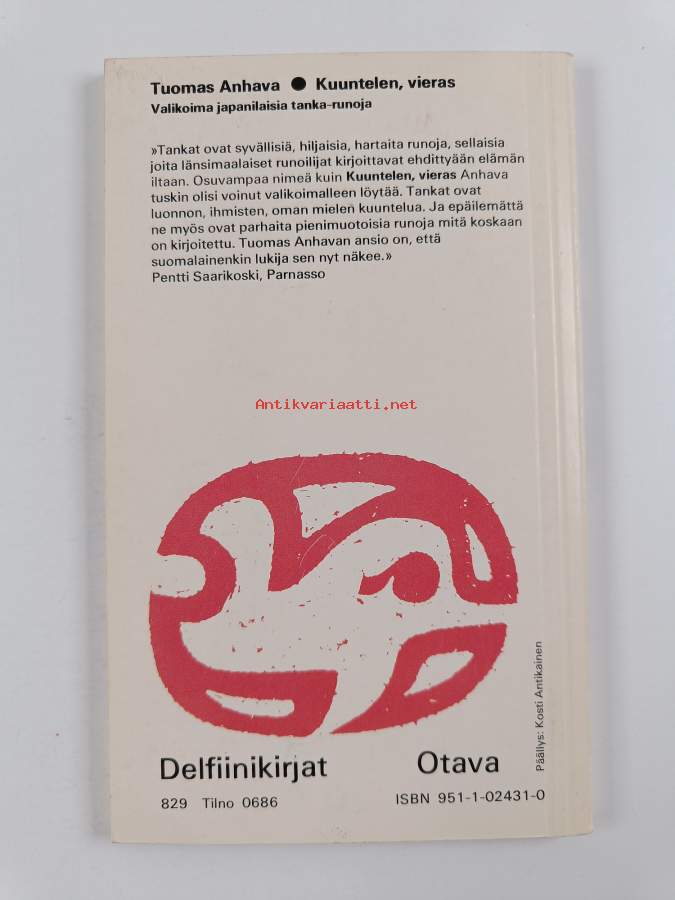 Tuomas Anhava ● Kuuntelen, vieras
Valikoima japanilaisia tanka-runoja
»Tankat ovat syvällisiä, hiljaisia, hartaita runoja, sellaisia
joita länsimaalaiset runoilijat kirjoittavat ehdittyään elämän
iltaan. Osuvampaa nimeä kuin Kuuntelen, vieras Anhava
tuskin olisi voinut valikoimalleen löytää. Tankat ovat
luonnon, ihmisten, oman mielen kuuntelua. Ja epäilemättä
ne myös ovat parhaita pienimuotoisia runoja mitä koskaan
on kirjoitettu. Tuomas Anhavan ansio on, että
suomalainenkin lukija sen nyt näkee.»
Pentti Saarikoski, Parnasso
Antikvariaatti.net
Päällys: Kosti Antikainen
Delfiinikirjat Otava
829 Tilno 0686 ISBN 951-1-02431-0